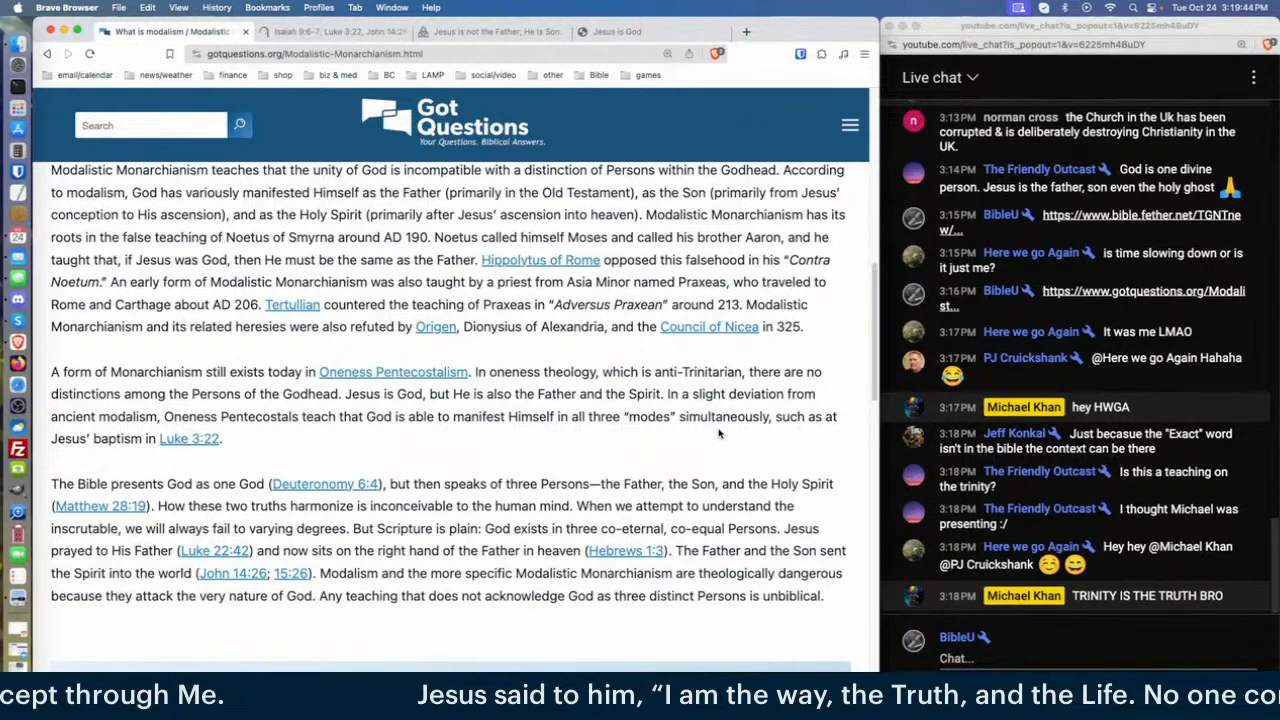 Brave Browser File Edit View History Bookmarks Profiles Tab Window Help
Tue Oct 24 3:19:44 PM
What is modalism / Modalistic
Isaiah 9:6-7, Luke 3:22, John 14:2
Jesus is not the Father, He is Son.
Jesus is God
youtube.com/live_chat?is_popout=1&v=6225mh4BuDY
gotquestions.org/Modalistic-Monarchianism.html
youtube.com/live_chat?is_popout=1&v=6225mh4BuDY
email/calendar news/weather finance shop biz & med BC LAMP social/video other Bible games
Search
Got
Questions
Your Questions. Biblical Answers.
Modalistic Monarchianism teaches that the unity of God is incompatible with a distinction of Persons within the Godhead. According
to modalism, God has variously manifested Himself as the Father (primarily in the Old Testament), as the Son (primarily from Jesus’
conception to His ascension), and as the Holy Spirit (primarily after Jesus’ ascension into heaven). Modalistic Monarchianism has its
roots in the false teaching of Noetus of Smyrna around AD 190. Noetus called himself Moses and called his brother Aaron, and he
taught that, if Jesus was God, then He must be the same as the Father. Hippolytus of Rome opposed this falsehood in his “Contra
Noetum.” An early form of Modalistic Monarchianism was also taught by a priest from Asia Minor named Praxeas, who traveled to
Rome and Carthage about AD 206. Tertullian countered the teaching of Praxeas in “Adversus Praxean” around 213. Modalistic
Monarchianism and its related heresies were also refuted by Origen, Dionysius of Alexandria, and the Council of Nicea in 325.
A form of Monarchianism still exists today in Oneness Pentecostalism. In oneness theology, which is anti-Trinitarian, there are no
distinctions among the Persons of the Godhead. Jesus is God, but He is also the Father and the Spirit. In a slight deviation from
ancient modalism, Oneness Pentecostals teach that God is able to manifest Himself in all three “modes” simultaneously, such as at
Jesus’ baptism in Luke 3:22.
The Bible presents God as one God (Deuteronomy 6:4), but then speaks of three Persons—the Father, the Son, and the Holy Spirit
(Matthew 28:19). How these two truths harmonize is inconceivable to the human mind. When we attempt to understand the
inscrutable, we will always fail to varying degrees. But Scripture is plain: God exists in three co-eternal, co-equal Persons. Jesus
prayed to His Father (Luke 22:42) and now sits on the right hand of the Father in heaven (Hebrews 1:3). The Father and the Son sent
the Spirit into the world (John 14:26; 15:26). Modalism and the more specific Modalistic Monarchianism are theologically dangerous
because they attack the very nature of God. Any teaching that does not acknowledge God as three distinct Persons is unbiblical.
Live chat
n
3:13 PM norman cross the Church in the Uk has been
corrupted & is deliberately destroying Christianity in the
UK.
3:14 PM The Friendly Outcast God is one divine
person. Jesus is the father, son even the holy ghost 🙏
3:15 PM BibleU https://www.bible.fether.net/TGNTne
w/...
3:15 PM Here we go Again is time slowing down or is
it just me?
3:16 PM BibleU https://www.gotquestions.org/Modali
st...
3:17 PM Here we go Again It was me LMAO
3:17 PM PJ Cruickshank @Here we go Again Hahaha
😂
3:17 PM Michael Khan hey HWGA
3:18 PM Jeff Konkal Just becasue the "Exact" word
isn't in the bible the context can be there
3:18 PM The Friendly Outcast Is this a teaching on
the trinity?
3:18 PM The Friendly Outcast I thought Michael was
presenting :/
3:18 PM Here we go Again Hey hey @Michael Khan
@PJ Cruickshank ☺️ 😄
3:18 PM Michael Khan TRINITY IS THE TRUTH BRO
BibleU
Chat...
cept through Me. Jesus said to him, “I am the way, the Truth, and the Life. No one co